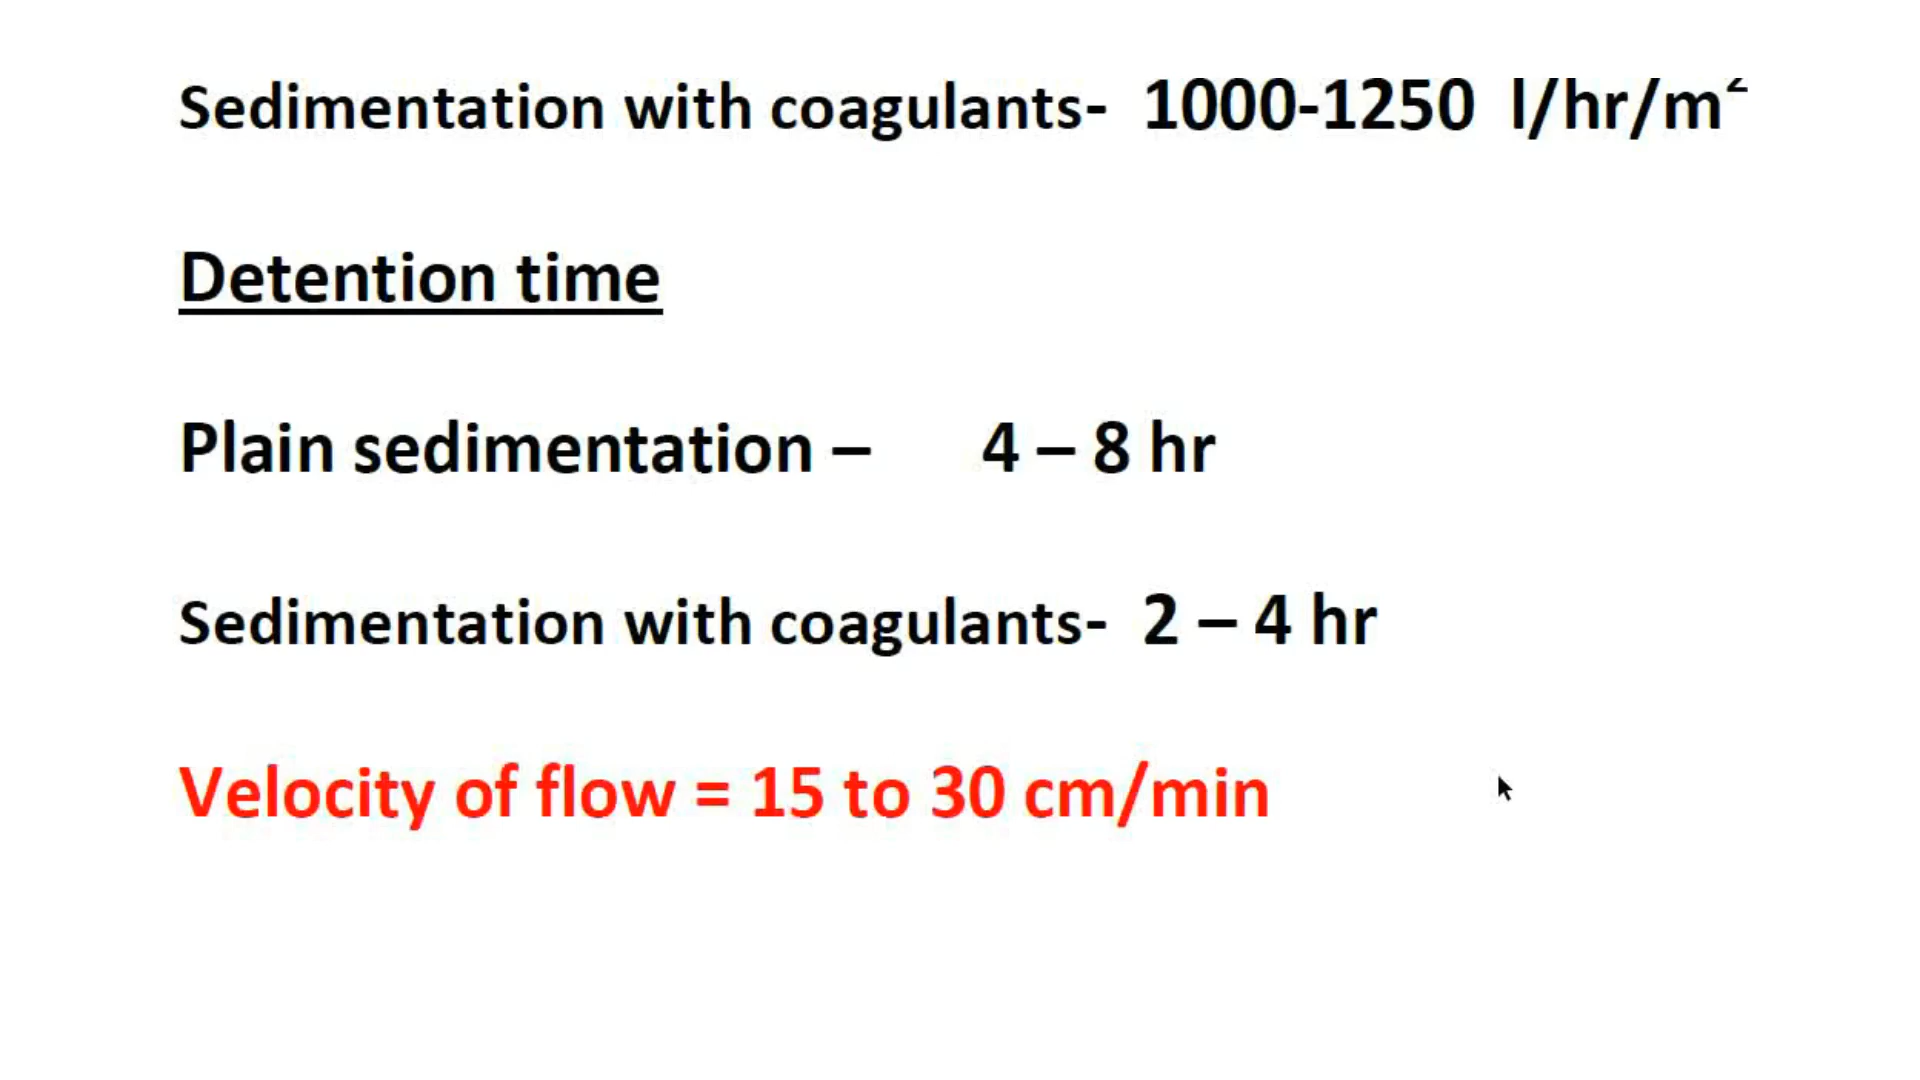 Sedimentation with coagulants- 1000-1250 l/hr/m²
Detention time
Plain sedimentation – 4 – 8 hr
Sedimentation with coagulants- 2 – 4 hr
Velocity of flow = 15 to 30 cm/min